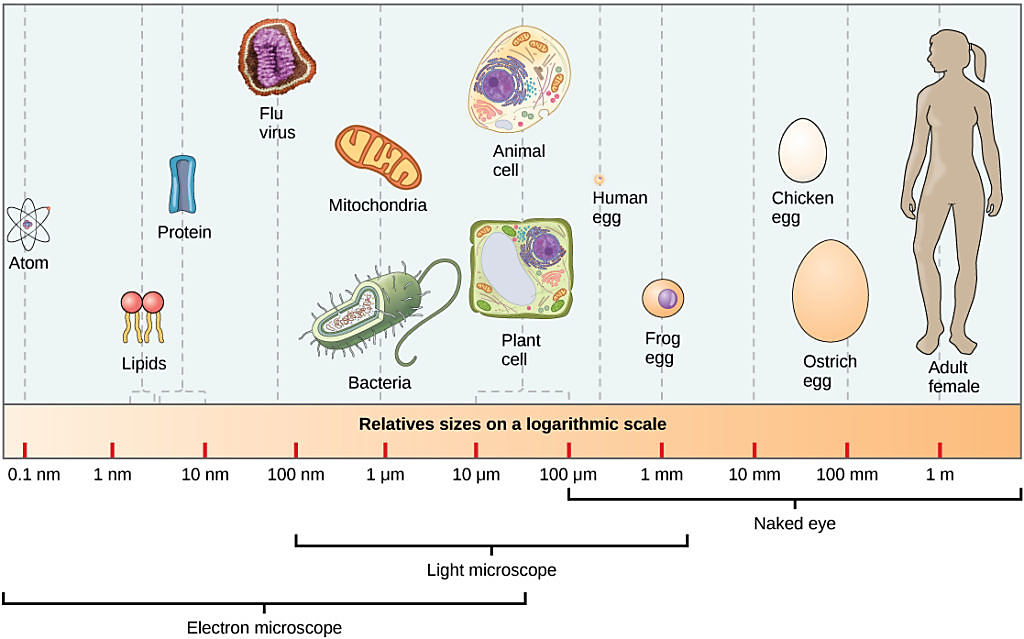 Flu
virus
Animal
cell
Mitochondria
Human
egg
Chicken
egg
Protein
Atom
Plant
cell
Frog
egg
Lipids
Bacteria
Ostrich
egg
Adult
female
Relatives sizes on a logarithmic scale
0.1 nm 1 nm 10 nm 100 nm 1 µm 10 µm 100 µm 1 mm 10 mm 100 mm 1 m
Naked eye
Light microscope
Electron microscope